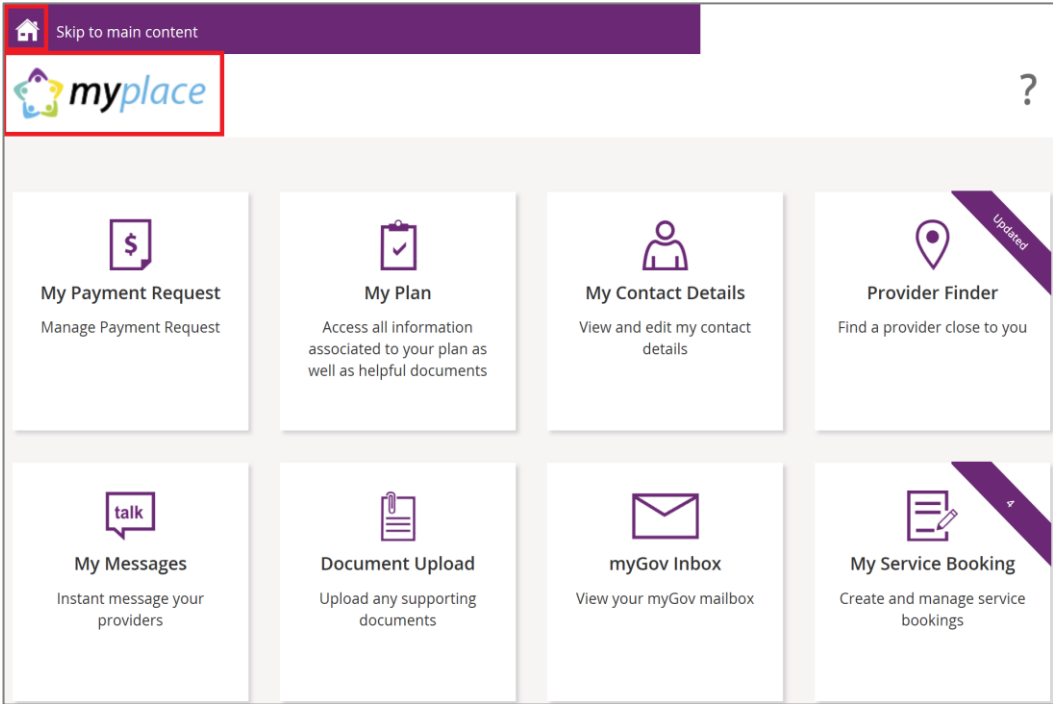 Skip to main content
myplace
?
$
My Payment Request
Manage Payment Request
My Plan
Access all information
associated to your plan as
well as helpful documents
My Contact Details
View and edit my contact
details
Updated
Provider Finder
Find a provider close to you
talk
My Messages
Instant message your
providers
Document Upload
Upload any supporting
documents
myGov Inbox
View your myGov mailbox
4
My Service Booking
Create and manage service
bookings